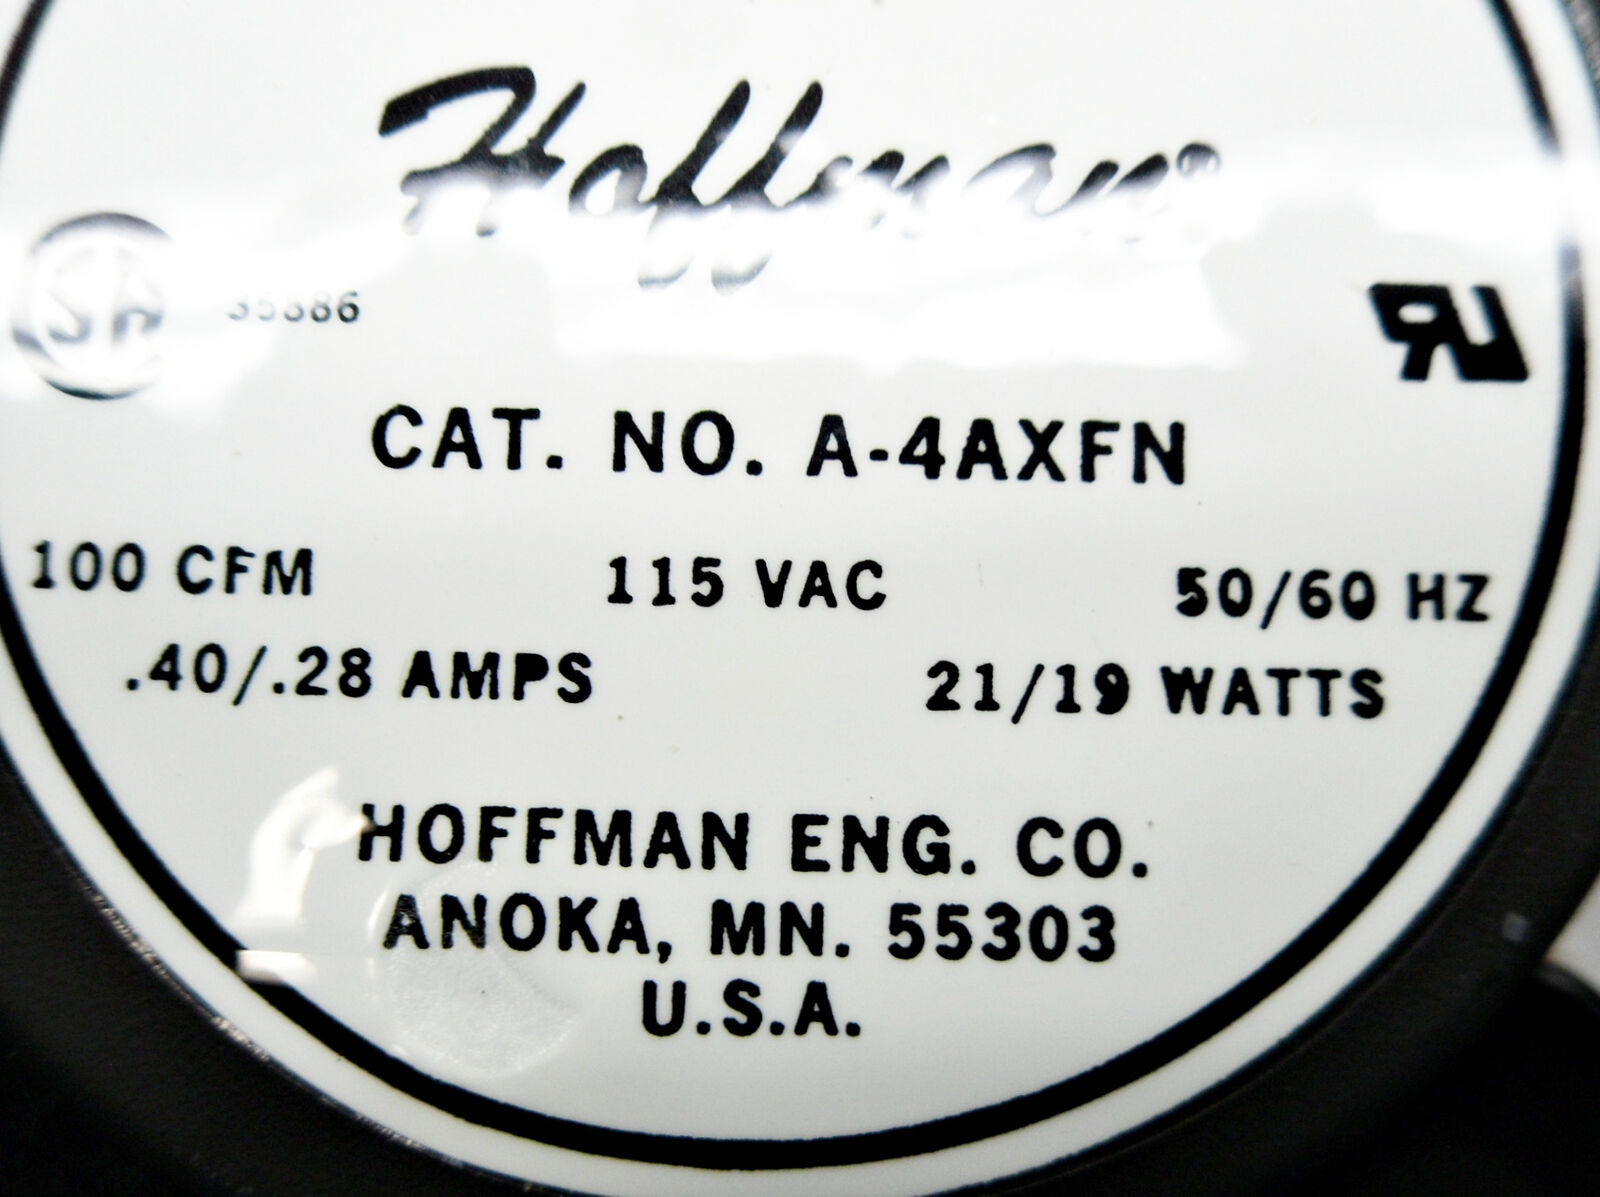 Hoffman®
CAT. NO. A-4AXFN
100 CFM 115 VAC 50/60 HZ
.40/.28 AMPS 21/19 WATTS
HOFFMAN ENG. CO.
ANOKA, MN. 55303
U.S.A.